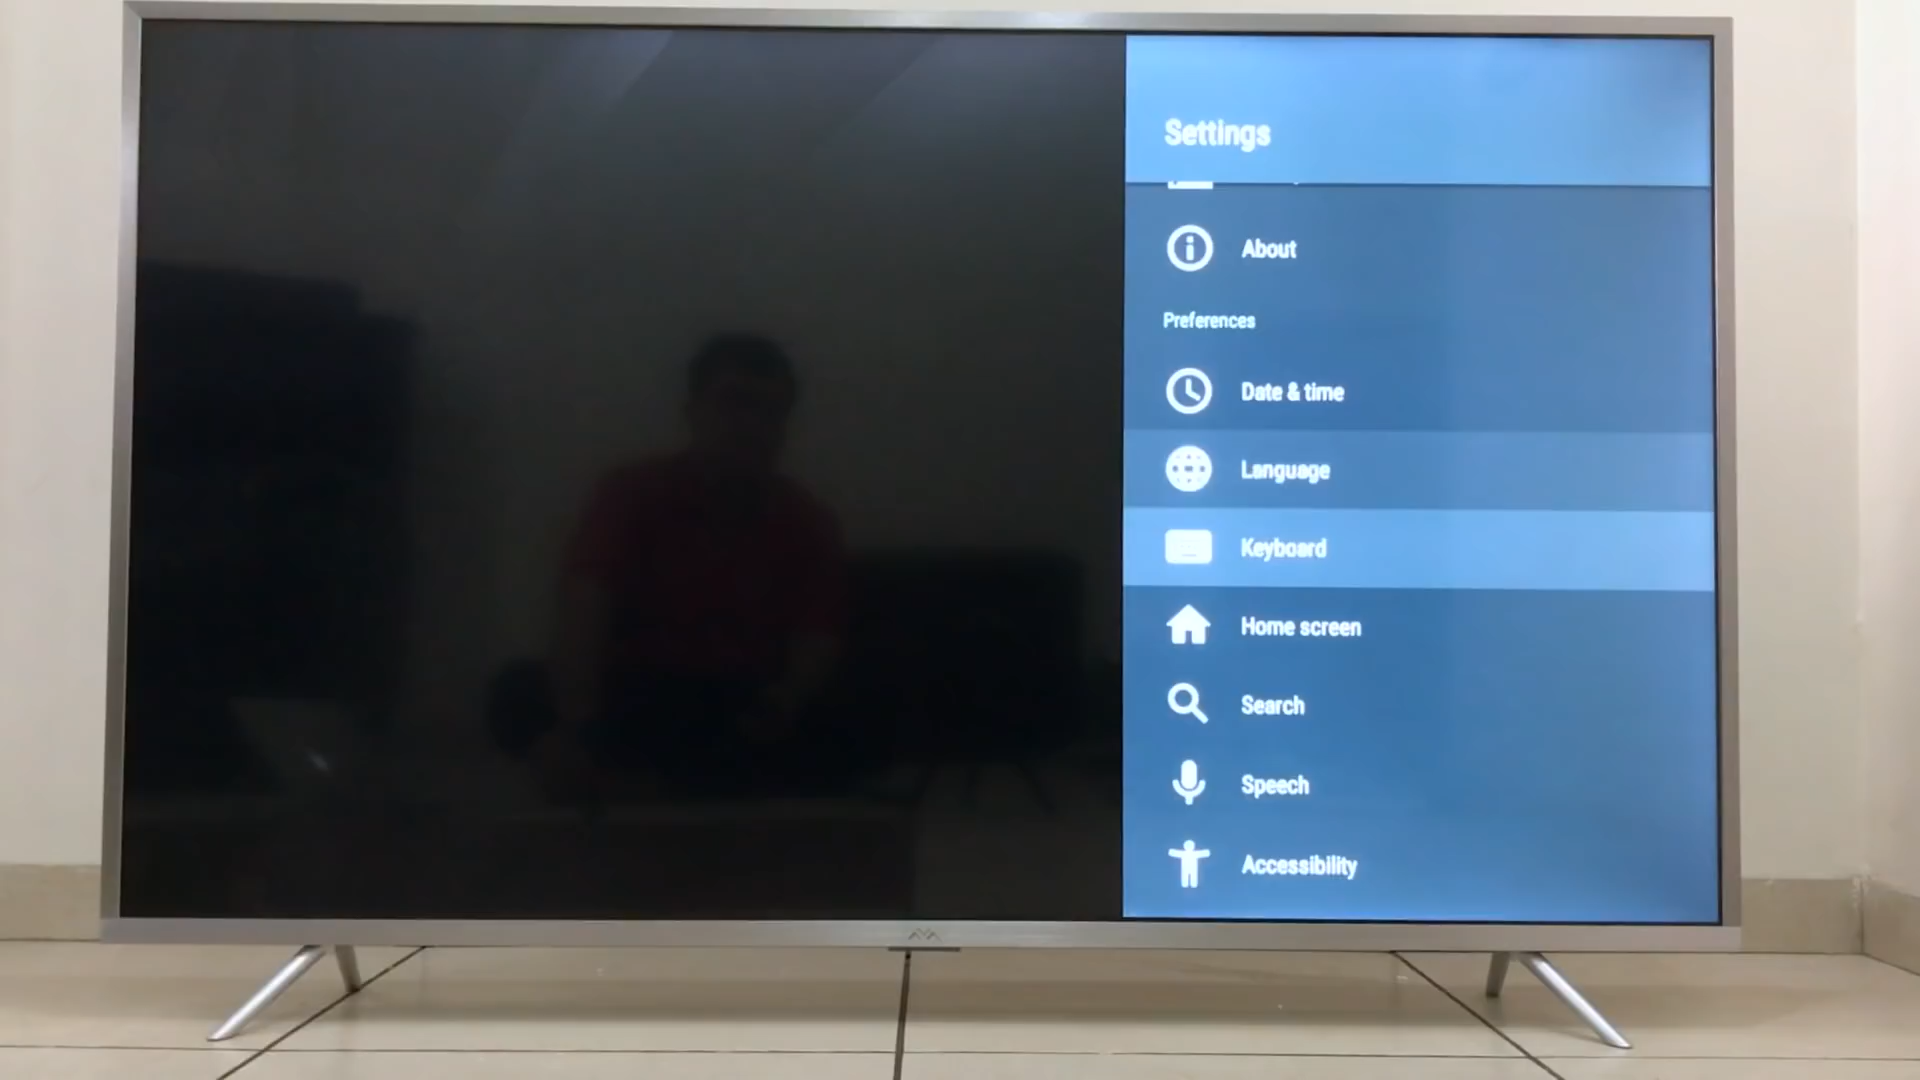 Settings
About
Preferences
Date & time
Language
Keyboard
Home screen
Search
Speech
Accessibility